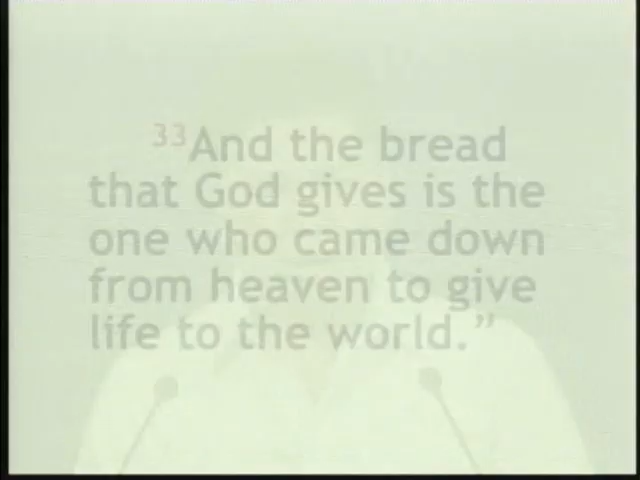 33And the bread
that God gives is the
one who came down
from heaven to give
life to the world.”